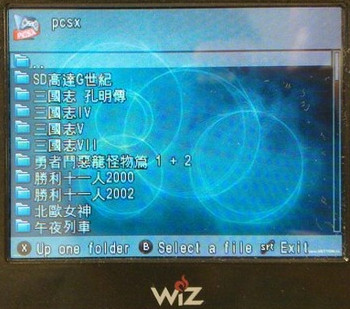 pcsx
..
SD高達G世紀
三國志 孔明傳
三國志IV
三國志V
三國志VII
勇者鬥惡龍怪物篇 1 + 2
勝利十一人2000
勝利十一人2002
北歐女神
午夜列車
X Up one folder B Select a file srt Exit
WiZ